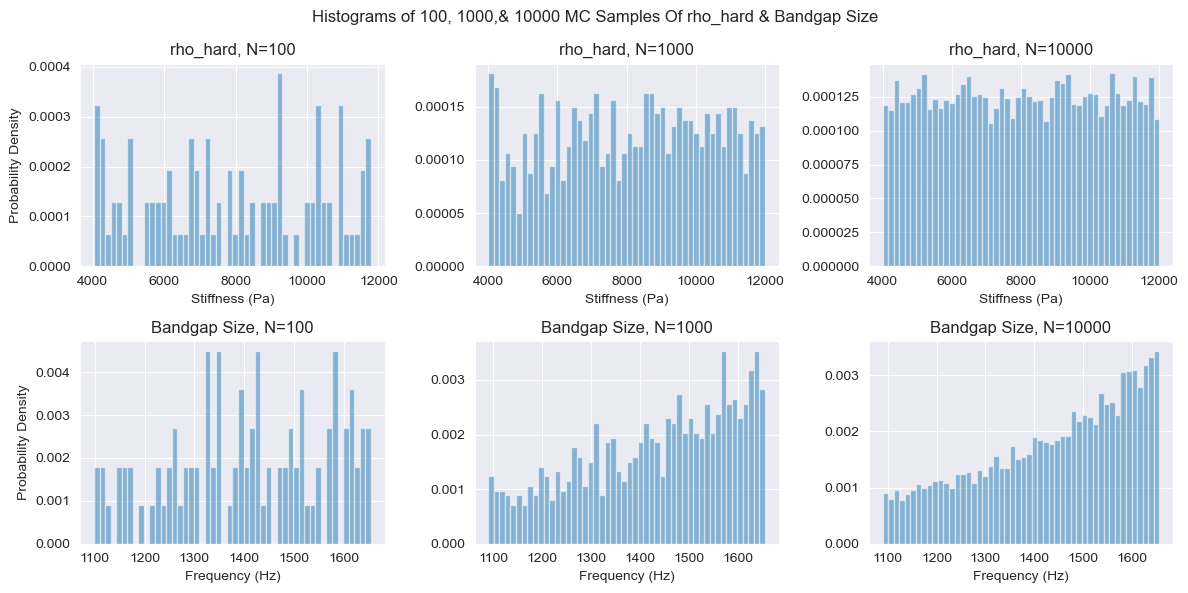 Histograms of 100, 1000,& 10000 MC Samples Of rho_hard & Bandgap Size
rho_hard, N=100
0.0004
0.0003
0.0002
0.0001
0.0000
Probability Density
4000 6000 8000 10000 12000
Stiffness (Pa)
rho_hard, N=1000
0.00015
0.00010
0.00005
0.00000
4000 6000 8000 10000 12000
Stiffness (Pa)
rho_hard, N=10000
0.000125
0.000100
0.000075
0.000050
0.000025
0.000000
4000 6000 8000 10000 12000
Stiffness (Pa)
Bandgap Size, N=100
0.004
0.003
0.002
0.001
0.000
Probability Density
1100 1200 1300 1400 1500 1600
Frequency (Hz)
Bandgap Size, N=1000
0.003
0.002
0.001
0.000
1100 1200 1300 1400 1500 1600
Frequency (Hz)
Bandgap Size, N=10000
0.003
0.002
0.001
0.000
1100 1200 1300 1400 1500 1600
Frequency (Hz)